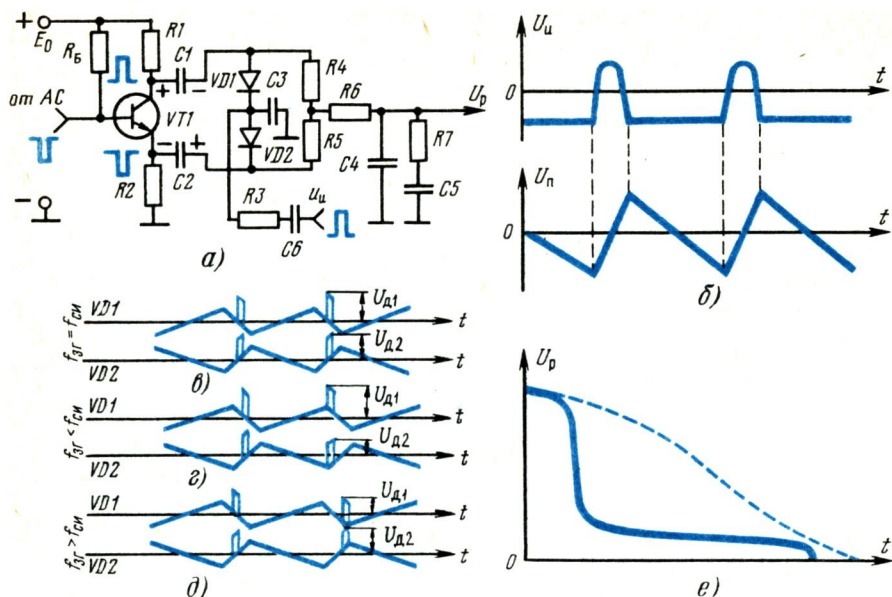 + E₀
Rб
R1
C1
+ −
VD1
C3
R4
R6
Uр
от АС
VT1
− +
C2
VD2
R5
C4
R7
C5
R2
R3
uи
C6
−
а)
Uи
t
0
Uп
t
0
б)
fзг = fси
VD1
Uд1
t
VD2
Uд2
t
в)
fзг < fси
VD1
Uд1
t
VD2
Uд2
t
г)
fзг > fси
VD1
Uд1
t
VD2
Uд2
t
д)
Uр
0
t
е)